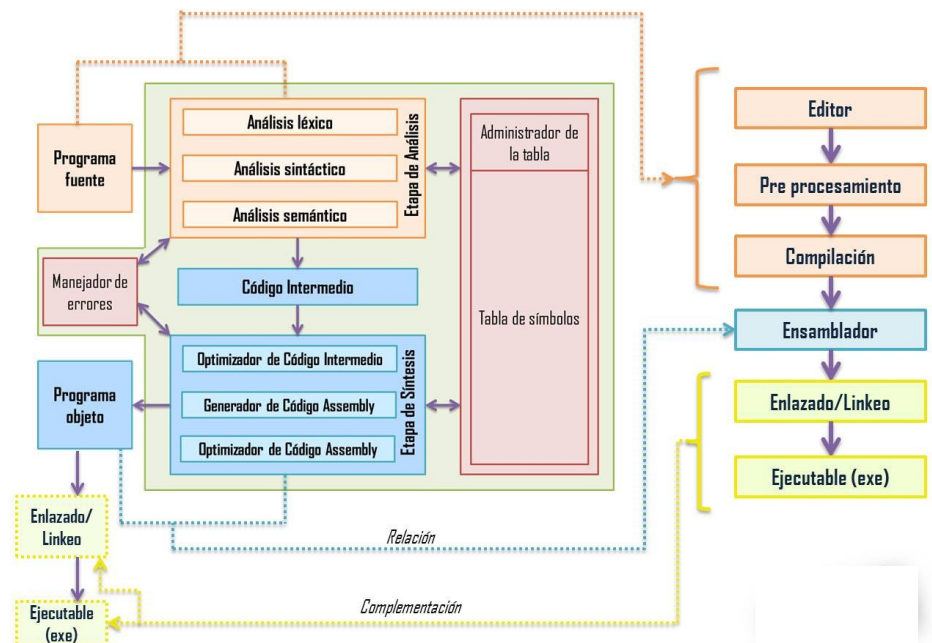 Programa
fuente
Análisis léxico
Análisis sintáctico
Análisis semántico
Etapa de Análisis
Administrador de
la tabla
Tabla de símbolos
Manejador de
errores
Código Intermedio
Optimizador de Código Intermedio
Generador de Código Assembly
Optimizador de Código Assembly
Etapa de Síntesis
Programa
objeto
Enlazado/
Linkeo
Ejecutable
(exe)
Relación
Complementación
Editor
Pre procesamiento
Compilación
Ensamblador
Enlazado/Linkeo
Ejecutable (exe)